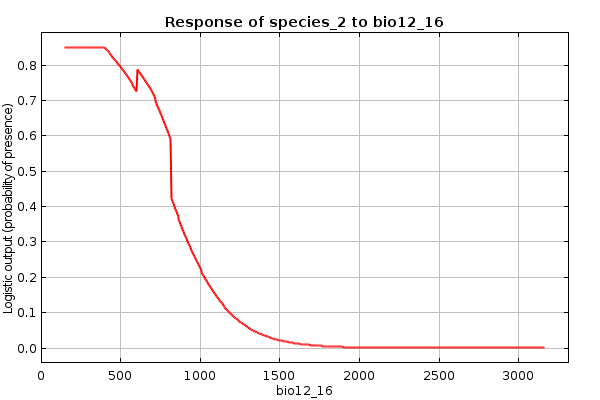 Response of species_2 to bio12_16
Logistic output (probability of presence)
0.8
0.7
0.6
0.5
0.4
0.3
0.2
0.1
0.0
0 500 1000 1500 2000 2500 3000
bio12_16